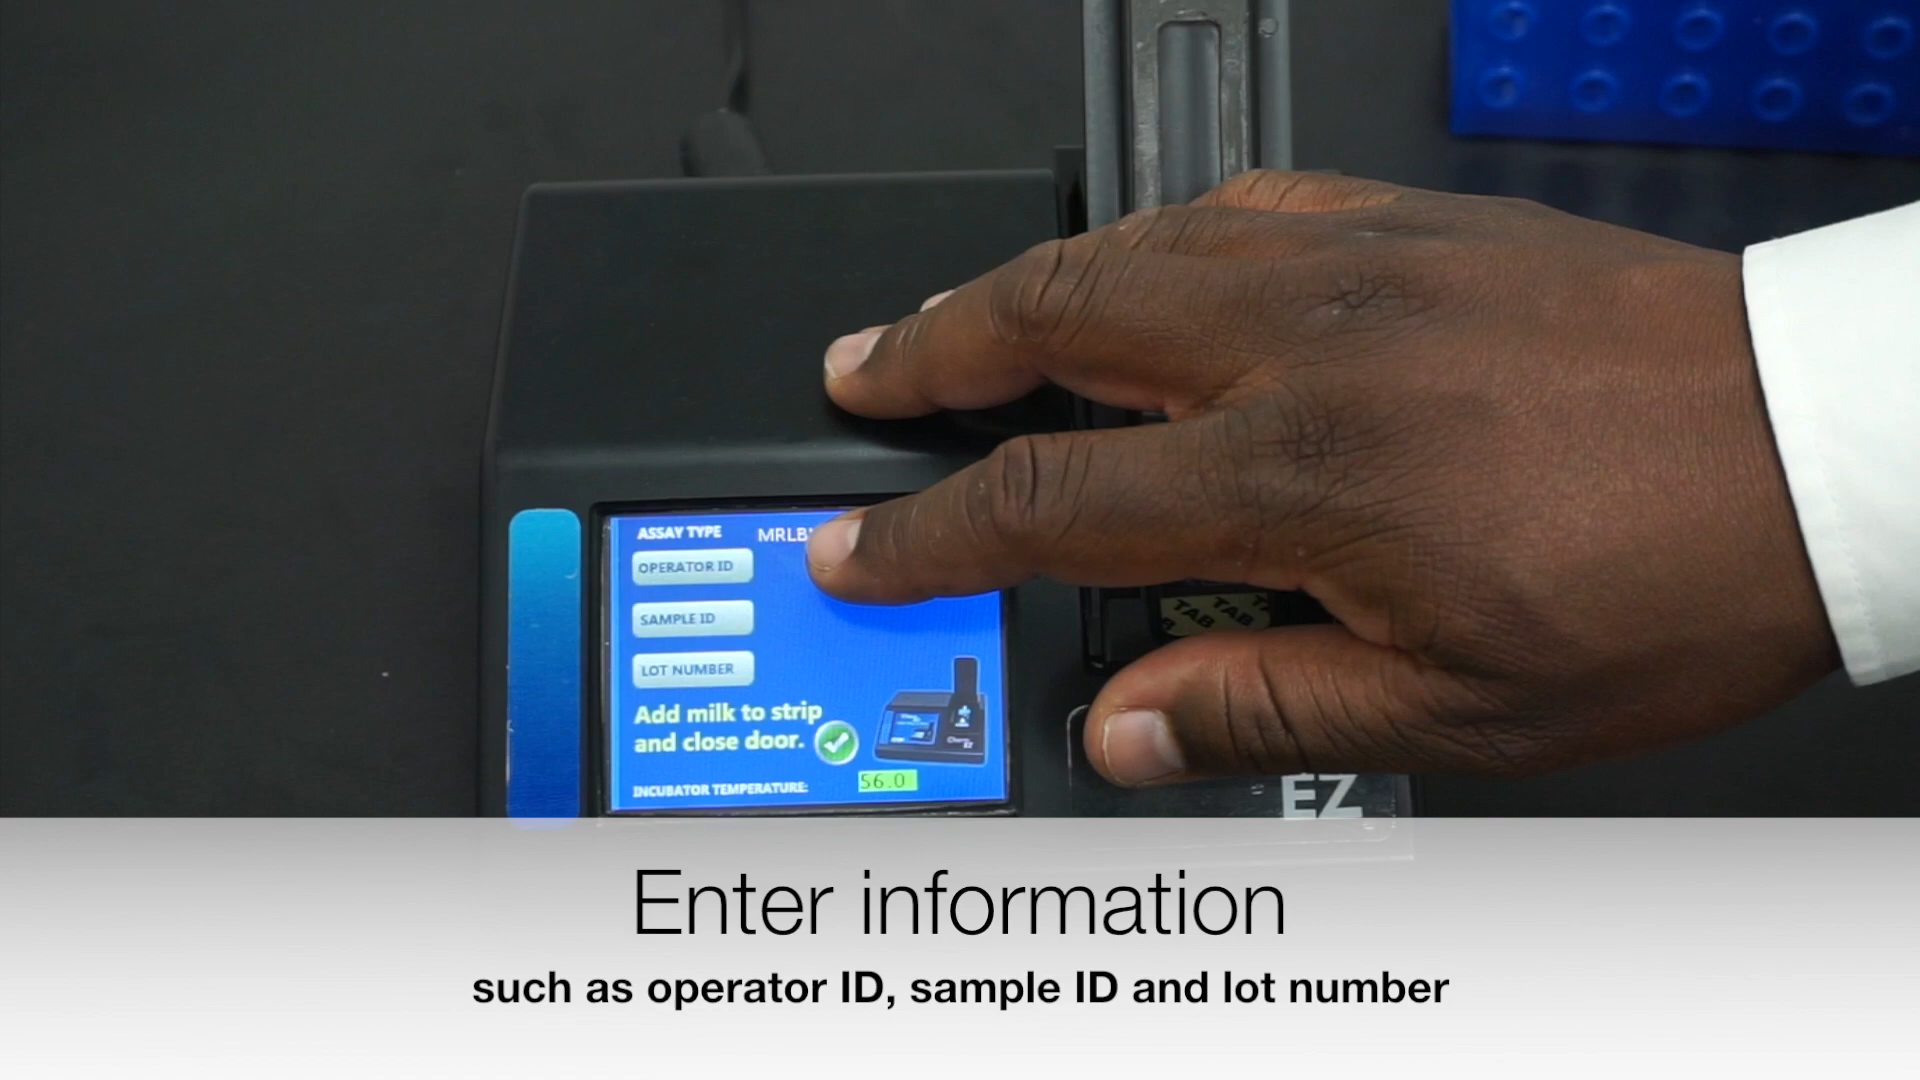 ASSAY TYPE MRLB
OPERATOR ID
SAMPLE ID
LOT NUMBER
Add milk to strip
and close door.
INCUBATOR TEMPERATURE: 56.0
TAB TAB
EZ
Enter information
such as operator ID, sample ID and lot number